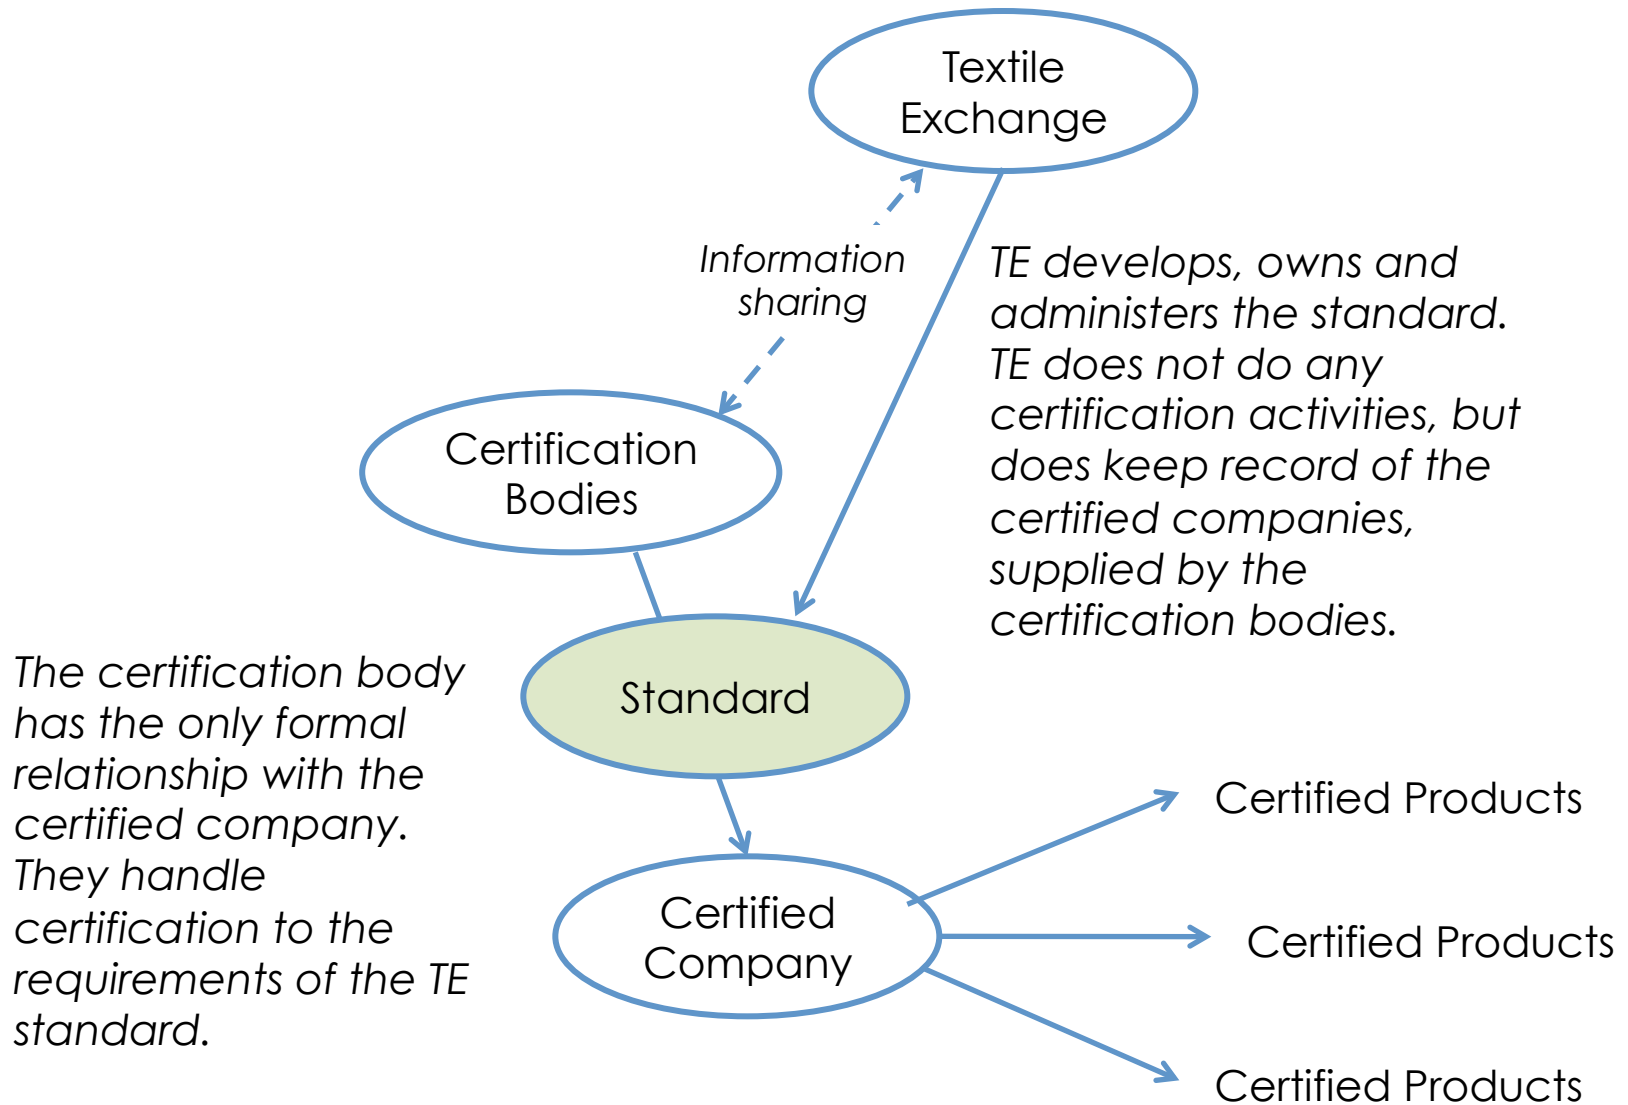 Textile
Exchange
Information
sharing
TE develops, owns and
administers the standard.
TE does not do any
certification activities, but
does keep record of the
certified companies,
supplied by the
certification bodies.
Certification
Bodies
Standard
The certification body
has the only formal
relationship with the
certified company.
They handle
certification to the
requirements of the TE
standard.
Certified
Company
Certified Products
Certified Products
Certified Products